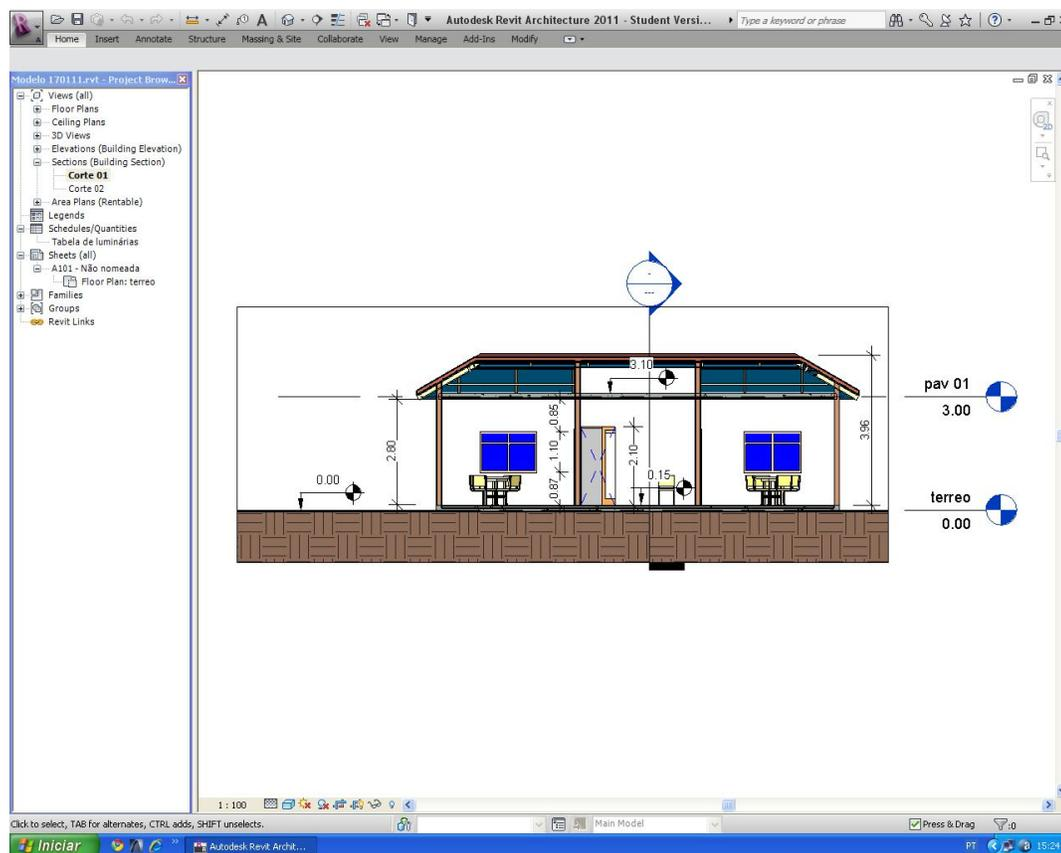 Autodesk Revit Architecture 2011 - Student Versi...
Type a keyword or phrase
Home Insert Annotate Structure Massing & Site Collaborate View Manage Add-Ins Modify
Modelo 170111.rvt - Project Brow...
Views (all)
Floor Plans
Ceiling Plans
3D Views
Elevations (Building Elevation)
Sections (Building Section)
Corte 01
Corte 02
Area Plans (Rentable)
Legends
Schedules/Quantities
Tabela de luminárias
Sheets (all)
A101 - Não nomeada
Floor Plan: terreo
Families
Groups
Revit Links
2D
3.10
pav 01
3.00
0.85
3.96
2.80
1.10
2.10
0.87
0.15
0.00
terreo
0.00
1 : 100
Click to select, TAB for alternates, CTRL adds, SHIFT unselects.
Main Model
Press & Drag
:0
Iniciar
Autodesk Revit Archit...
PT
15:24